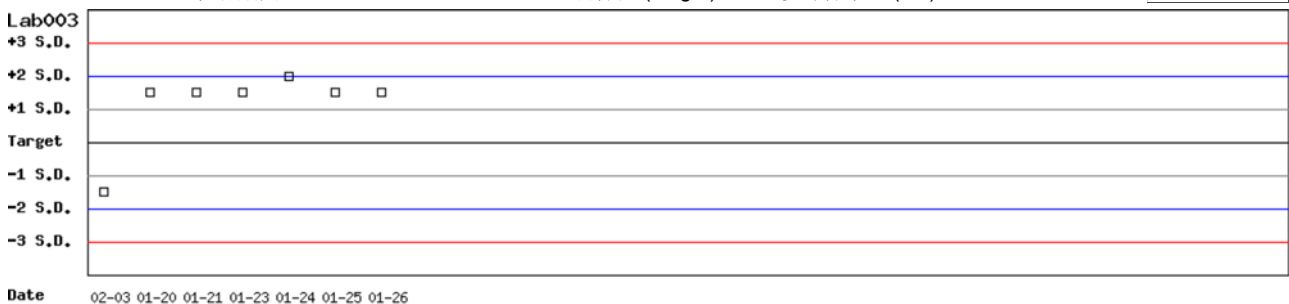 Lab003
+3 S.D.
+2 S.D.
+1 S.D.
Target
-1 S.D.
-2 S.D.
-3 S.D.
Date 02-03 01-20 01-21 01-23 01-24 01-25 01-26